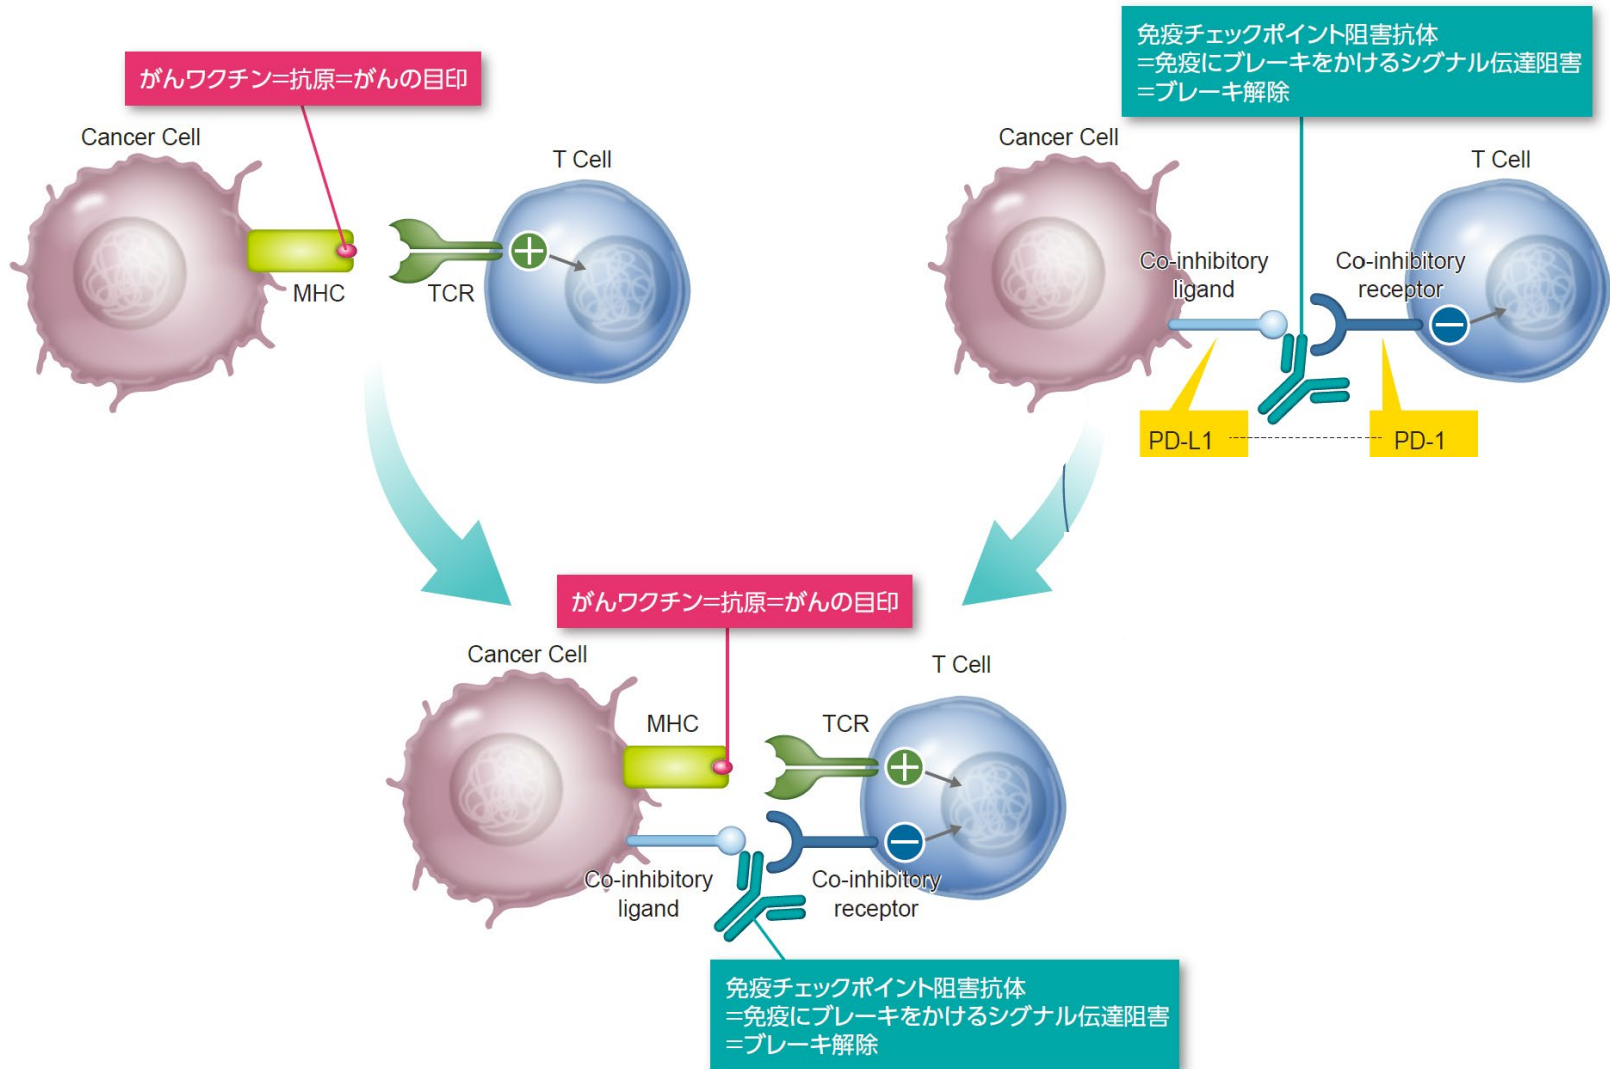 がんワクチン=抗原=がんの目印
Cancer Cell
T Cell
MHC
TCR
免疫チェックポイント阻害抗体
=免疫にブレーキをかけるシグナル伝達阻害
=ブレーキ解除
Cancer Cell
T Cell
Co-inhibitory
ligand
Co-inhibitory
receptor
PD-L1
PD-1
がんワクチン=抗原=がんの目印
Cancer Cell
T Cell
MHC
TCR
Co-inhibitory
ligand
Co-inhibitory
receptor
免疫チェックポイント阻害抗体
=免疫にブレーキをかけるシグナル伝達阻害
=ブレーキ解除